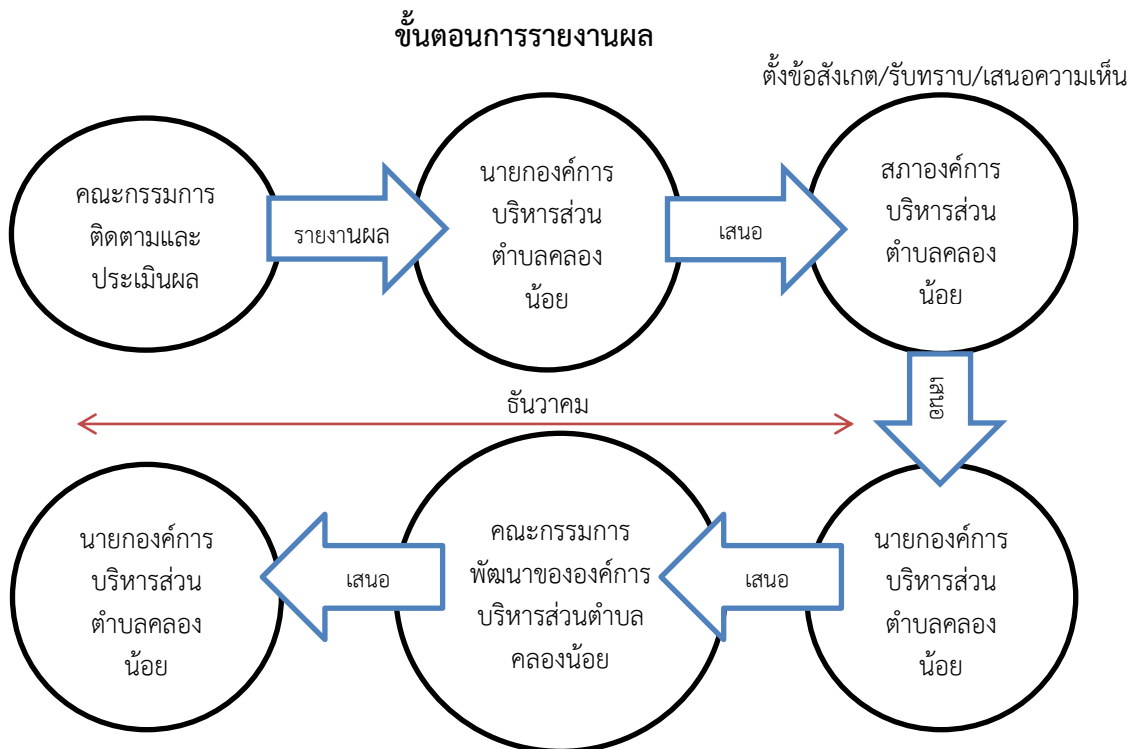 ขั้นตอนการรายงานผล
ตั้งข้อสังเกต/รับทราบ/เสนอความเห็น
คณะกรรมการ
ติดตามและ
ประเมินผล
รายงานผล
นายกองค์การ
บริหารส่วน
ตำบลคลอง
น้อย
เสนอ
สภาองค์การ
บริหารส่วน
ตำบลคลอง
น้อย
เสนอ
ธันวาคม
นายกองค์การ
บริหารส่วน
ตำบลคลอง
น้อย
เสนอ
คณะกรรมการ
พัฒนาขององค์การ
บริหารส่วนตำบล
คลองน้อย
เสนอ
นายกองค์การ
บริหารส่วน
ตำบลคลอง
น้อย